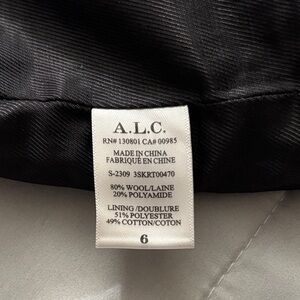 A.L.C.
RN# 130801 CA# 00985
MADE IN CHINA
FABRIQUÉ EN CHINE
S-2309 3SKRT00470
80% WOOL/LAINE
20% POLYAMIDE
LINING/DOUBLURE
51% POLYESTER
49% COTTON/COTON
6